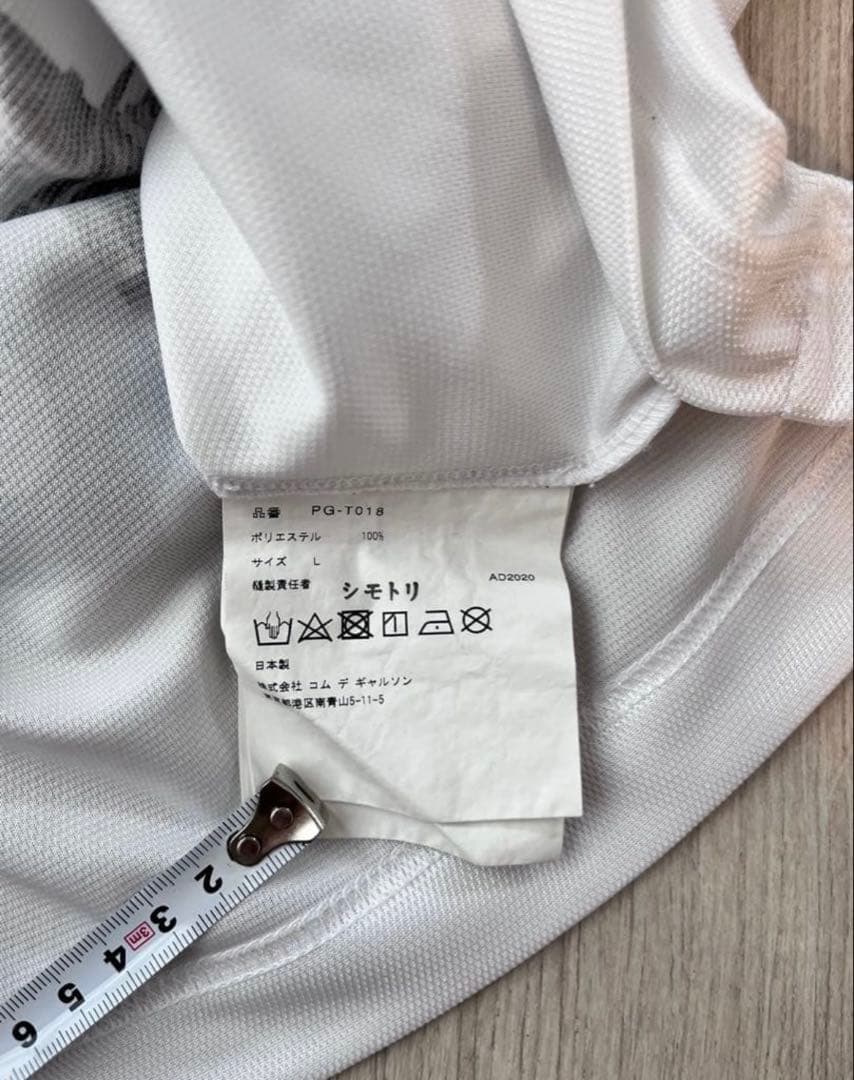 品番 PG-T018
ポリエステル 100%
サイズ L
縫製責任者 シモトリ AD2020
日本製
式会社 コム デ ギャルソン
港区南青山5-11-5
2
3
3m
4
5
6